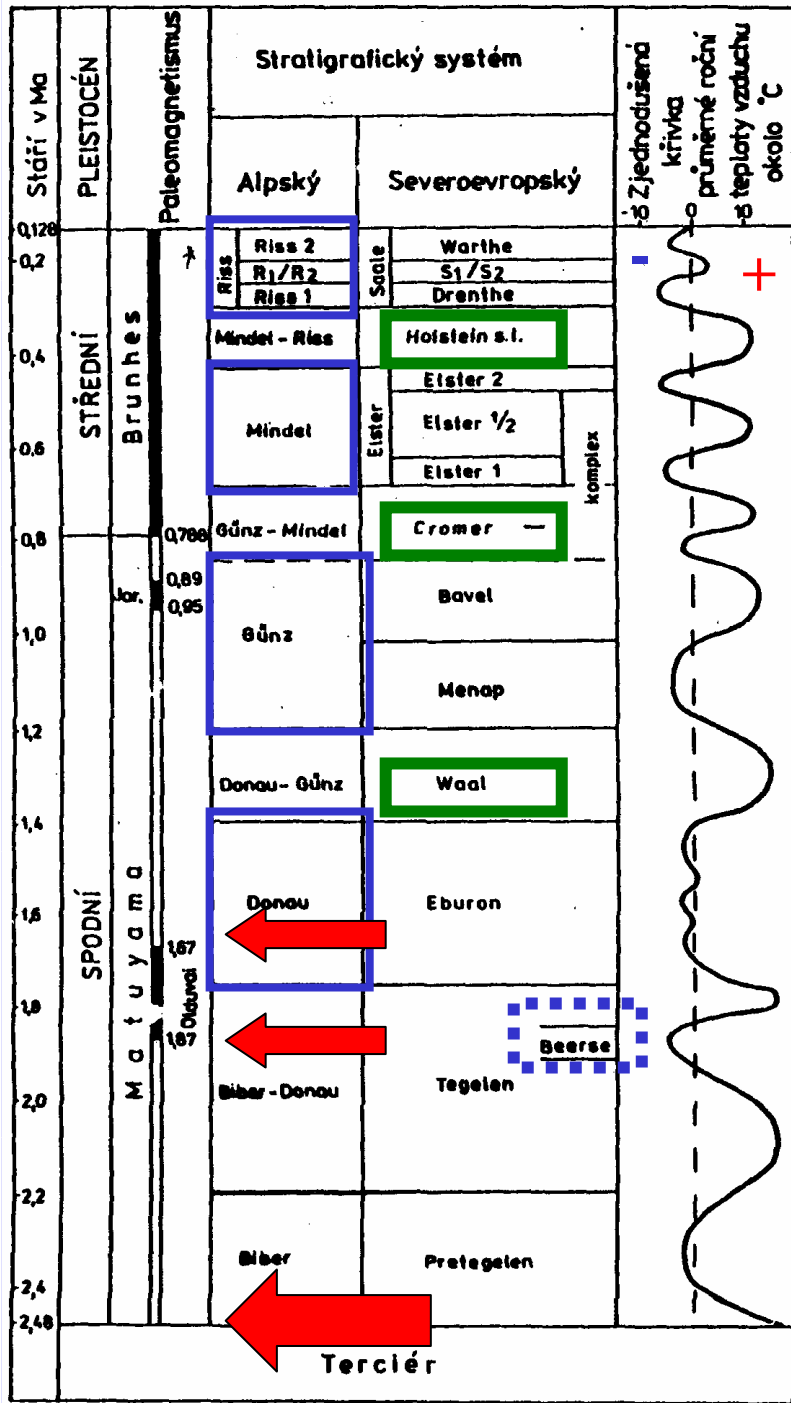 Stáří v Ma
PLEISTOCÉN
Paleomagnetismus
Stratigrafický systém
Alpský
Severoevropský
Zjednodušená
křivka
průměrné roční
teploty vzduchu
okolo °C
-5 0 +5
0,128
0,2
0,4
0,6
0,8
1,0
1,2
1,4
1,6
1,8
2,0
2,2
2,4
2,48
STŘEDNÍ
SPODNÍ
Brunhes
Matuyama
0,788
Jar.
0,89
0,95
1,67
Olduvai
1,87
Riss
Riss 2
R1/R2
Riss 1
Mindel - Riss
Mindel
Günz - Mindel
Günz
Donau - Günz
Donau
Biber - Donau
Biber
Saale
Warthe
S1/S2
Drenthe
Holstein s.l.
Elster
Elster 2
Elster 1/2
Elster 1
komplex
Cromer —
Bavel
Menap
Waal
Eburon
Beerse
Tegelen
Pretegelen
Terciér
- +